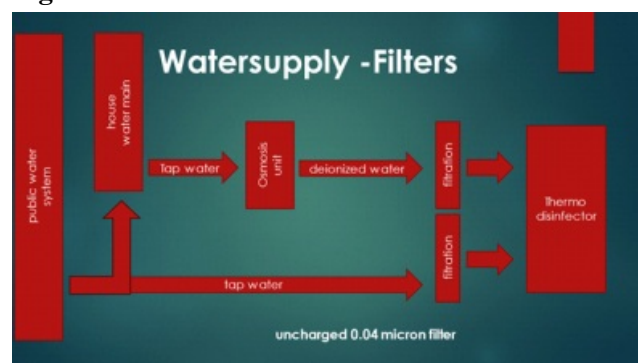 Watersupply -Filters
public water
system
house
water main
Tap water
Osmosis
unit
deionized water
filtration
Thermo
disinfector
tap water
filtration
uncharged 0.04 micron filter